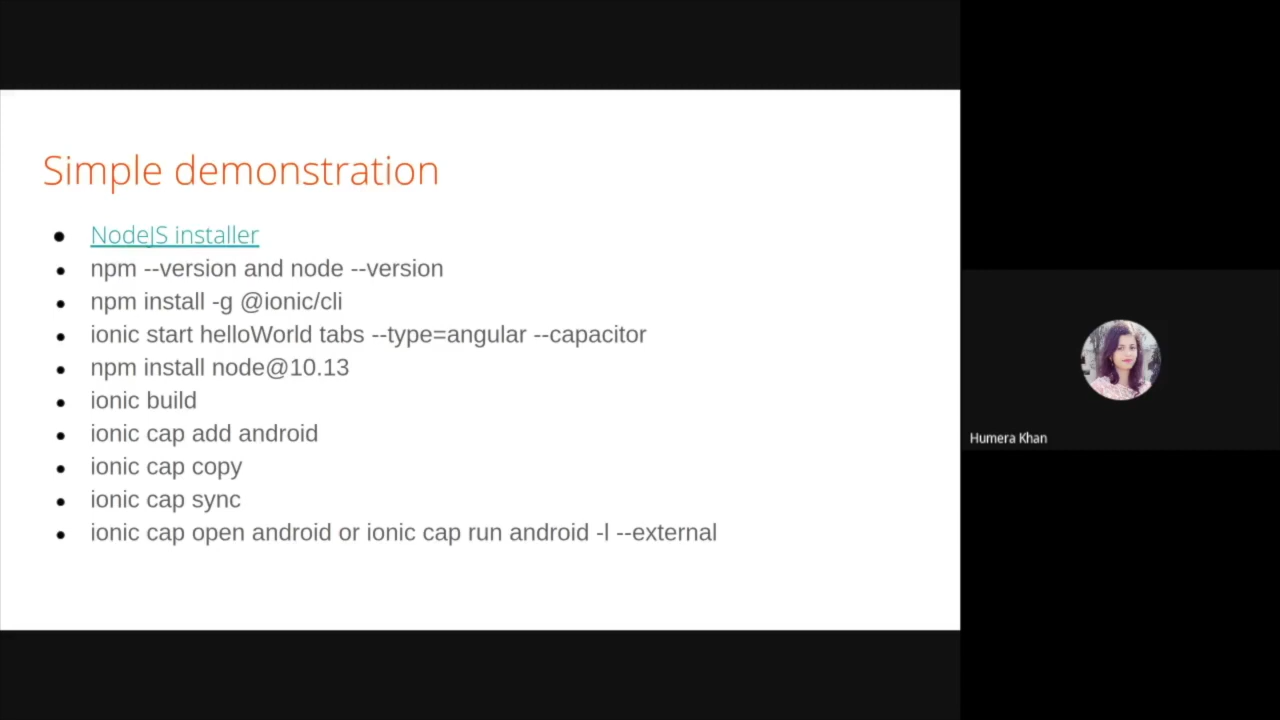 Simple demonstration
NodeJS installer
npm --version and node --version
npm install -g @ionic/cli
ionic start helloWorld tabs --type=angular --capacitor
npm install node@10.13
ionic build
ionic cap add android
ionic cap copy
ionic cap sync
ionic cap open android or ionic cap run android -l --external
Humera Khan